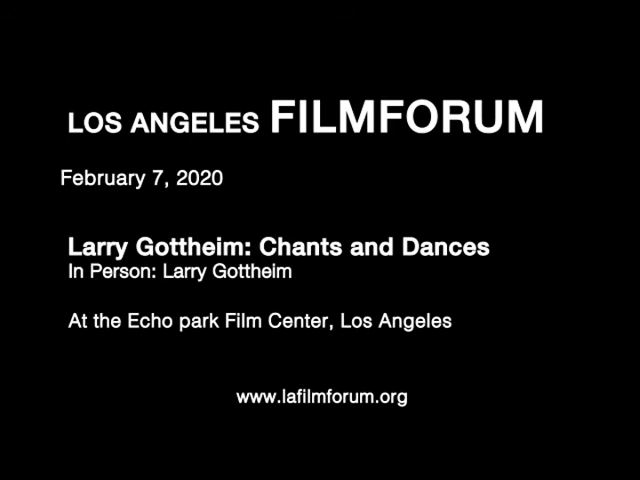 LOS ANGELES FILMFORUM
February 7, 2020
Larry Gottheim: Chants and Dances
In Person: Larry Gottheim
At the Echo park Film Center, Los Angeles
www.lafilmforum.org